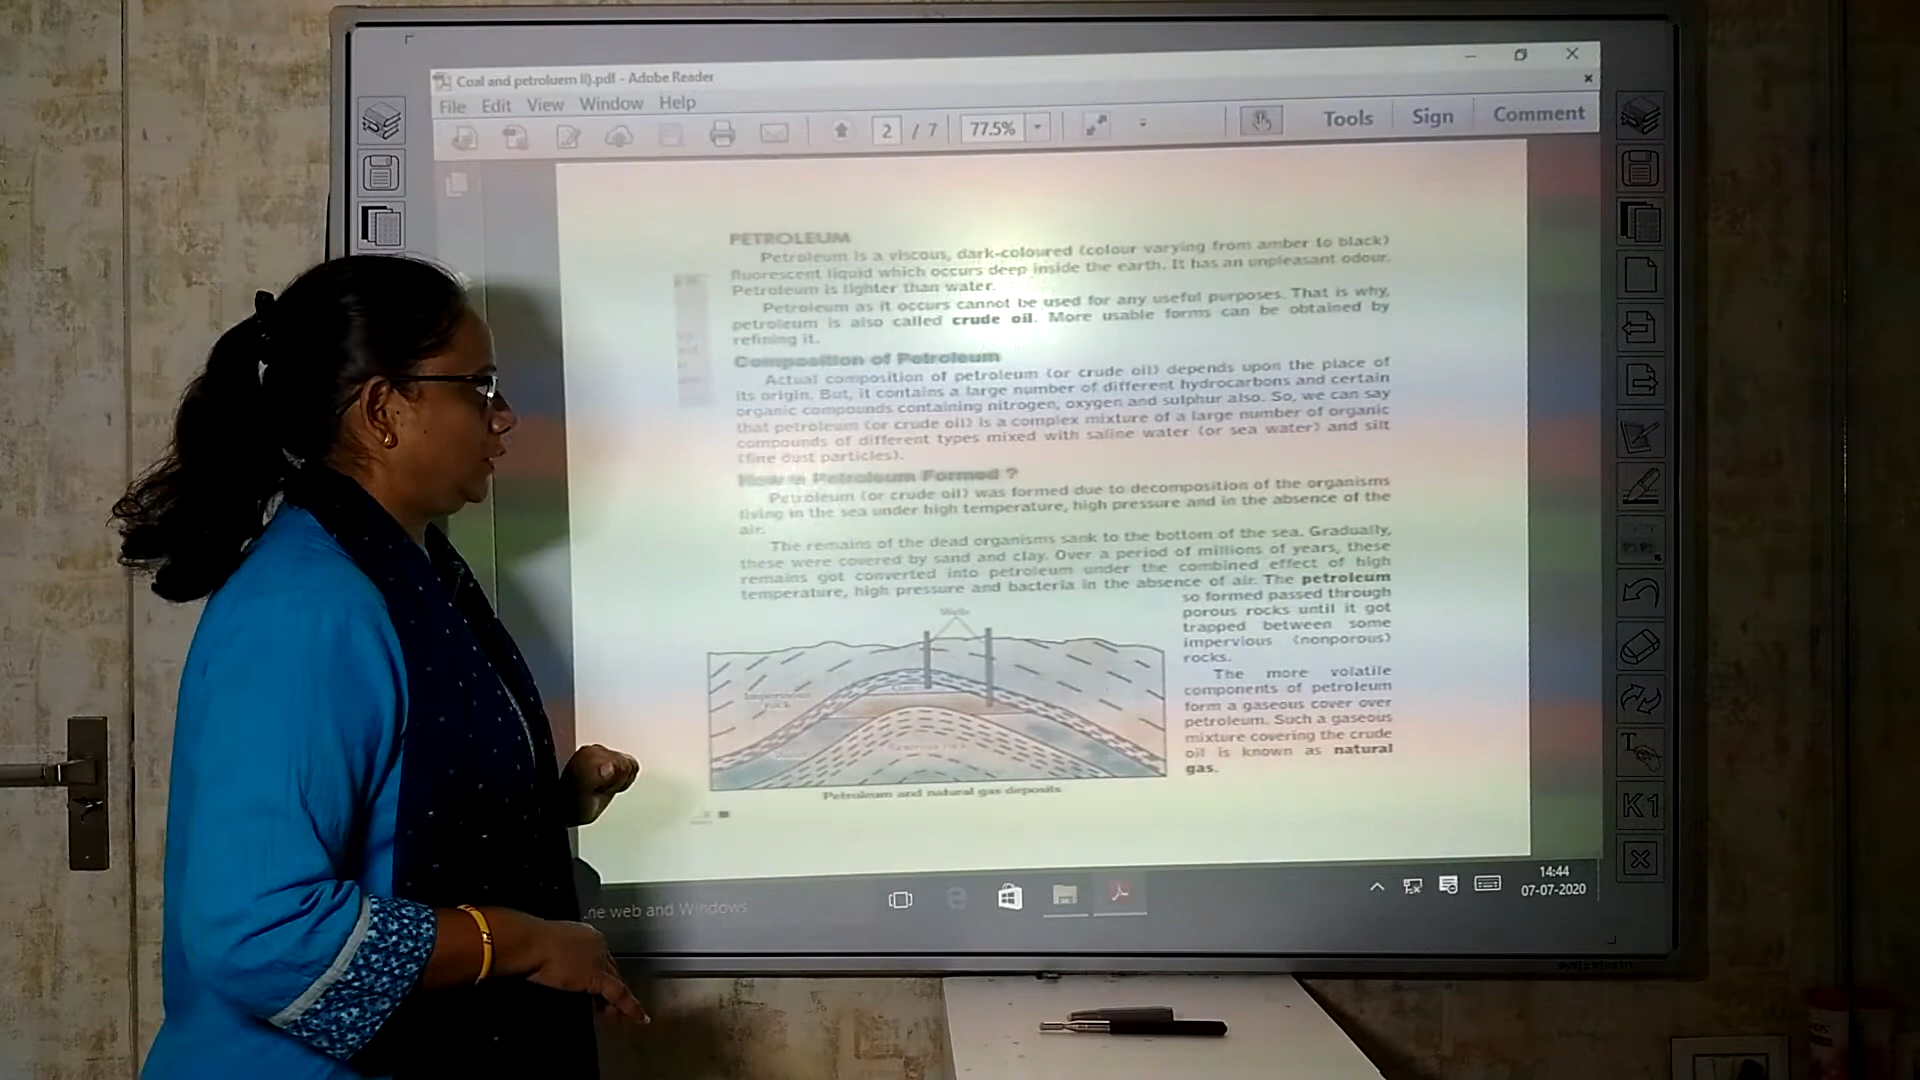 Coal and petroluem II).pdf - Adobe Reader
File Edit View Window Help
2 / 7 77.5% Tools Sign Comment
PETROLEUM
Petroleum is a viscous, dark-coloured (colour varying from amber to black)
fluorescent liquid which occurs deep inside the earth. It has an unpleasant odour.
Petroleum is lighter than water.
Petroleum as it occurs cannot be used for any useful purposes. That is why,
petroleum is also called crude oil. More usable forms can be obtained by
refining it.
Composition of Petroleum
Actual composition of petroleum (or crude oil) depends upon the place of
its origin. But, it contains a large number of different hydrocarbons and certain
organic compounds containing nitrogen, oxygen and sulphur also. So, we can say
that petroleum (or crude oil) is a complex mixture of a large number of organic
compounds of different types mixed with saline water (or sea water) and silt
(fine dust particles).
How is Petroleum Formed ?
Petroleum (or crude oil) was formed due to decomposition of the organisms
living in the sea under high temperature, high pressure and in the absence of the
air.
The remains of the dead organisms sank to the bottom of the sea. Gradually,
these were covered by sand and clay. Over a period of millions of years, these
remains got converted into petroleum under the combined effect of high
temperature, high pressure and bacteria in the absence of air. The petroleum
so formed passed through
porous rocks until it got
trapped between some
impervious (nonporous)
rocks.
The more volatile
components of petroleum
form a gaseous cover over
petroleum. Such a gaseous
mixture covering the crude
oil is known as natural
gas.
Wells
Impervious
rock
Gas
Water
Petroleum and natural gas deposits
web and Windows
14:44
07-07-2020
T
K1